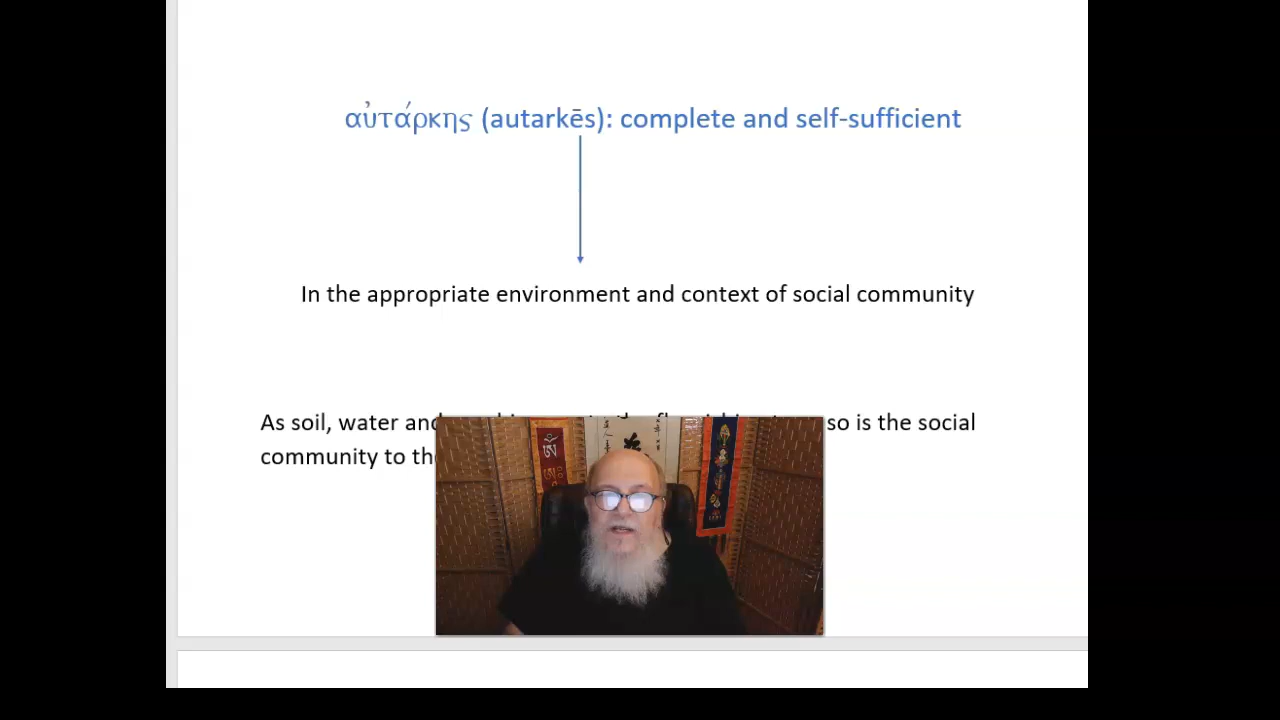 αὐτάρκης (autarkēs): complete and self-sufficient
In the appropriate environment and context of social community
As soil, water and so is the social
community to